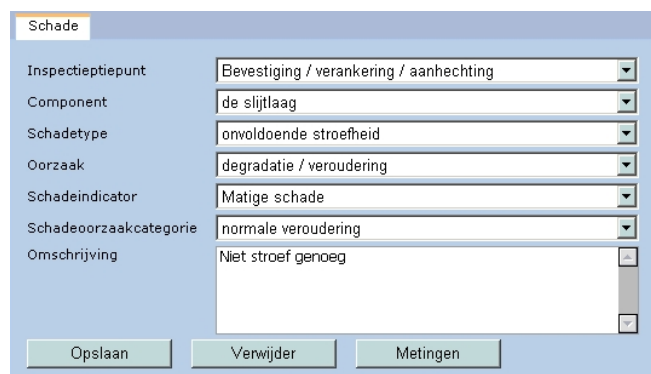 Schade
Inspectieptiepunt Bevestiging / verankering / aanhechting
Component de slijtlaag
Schadetype onvoldoende stroefheid
Oorzaak degradatie / veroudering
Schadeindicator Matige schade
Schadeoorzaakcategorie normale veroudering
Omschrijving Niet stroef genoeg
Opslaan Verwijder Metingen